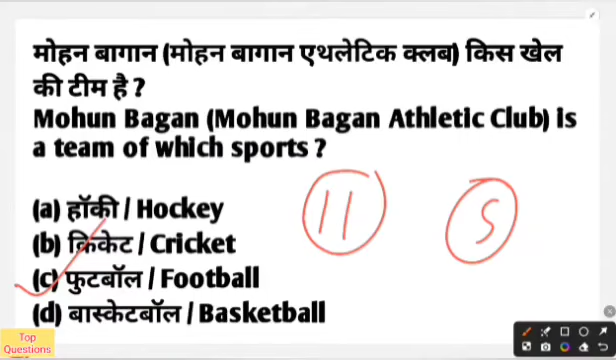 मोहन बागान (मोहन बागान एथलेटिक क्लब) किस खेल
की टीम है ?
Mohun Bagan (Mohun Bagan Athletic Club) is
a team of which sports ?
(a) हॉकी / Hockey
(b) क्रिकेट / Cricket
(c) फुटबॉल / Football
(d) बास्केटबॉल / Basketball
11
S
Top
Questions